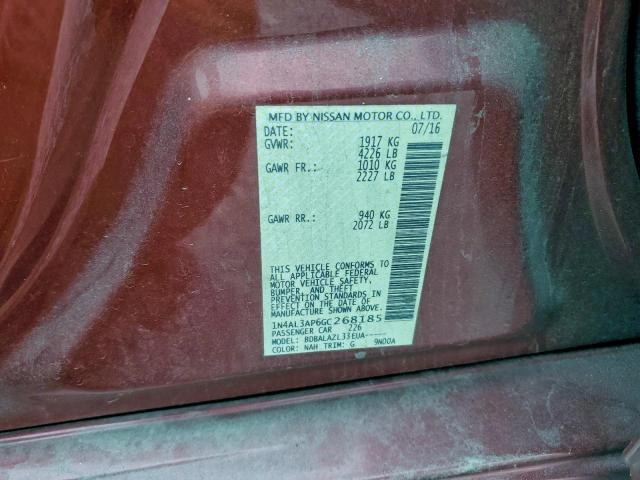 MFD BY NISSAN MOTOR CO., LTD.
DATE: 07/16
GVWR: 1917 KG
4226 LB
GAWR FR.: 1010 KG
2227 LB
GAWR RR.: 940 KG
2072 LB
THIS VEHICLE CONFORMS TO
ALL APPLICABLE FEDERAL
MOTOR VEHICLE SAFETY,
BUMPER, AND THEFT
PREVENTION STANDARDS IN
EFFECT ON THE DATE OF
MANUFACTURE SHOWN ABOVE.
1N4AL3AP6GC268185
PASSENGER CAR 226
MODEL: BDBALAZL33EUA-----
COLOR: NAH TRIM: G 9N00A